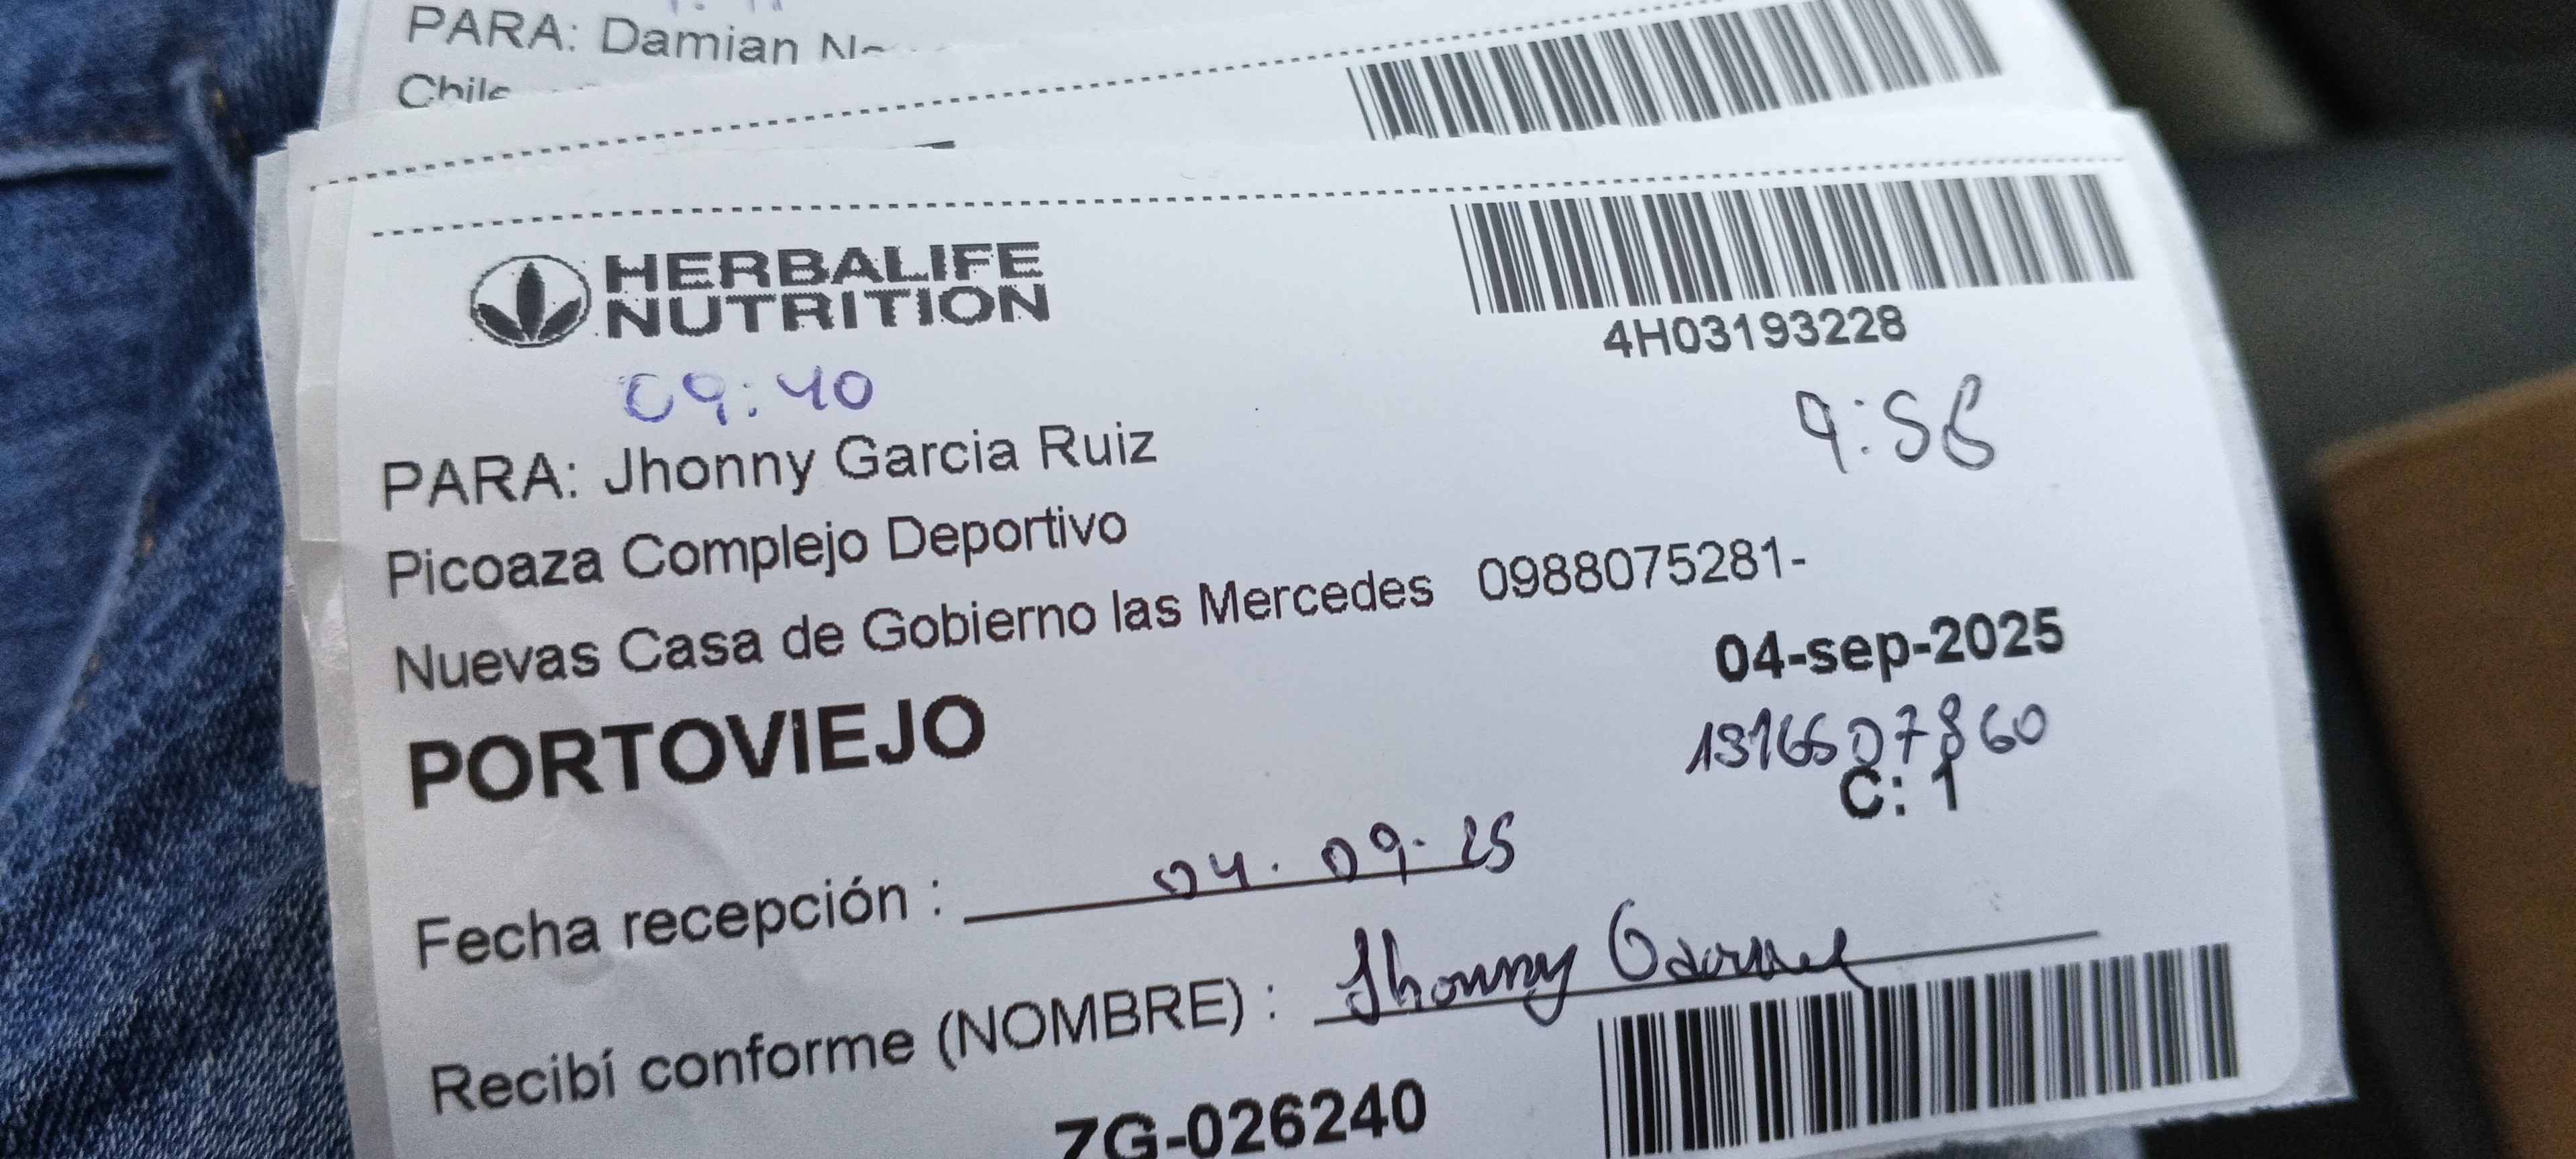 PARA: Damian
HERBALIFE
NUTRITION
4H03193228
09:40
9:56
PARA: Jhonny Garcia Ruiz
Picoaza Complejo Deportivo
Nuevas Casa de Gobierno las Mercedes 0988075281-
04-sep-2025
PORTOVIEJO
1316507860
C: 1
Fecha recepción : 04.09.25
Recibí conforme (NOMBRE) : Jhonny
ZG-026240